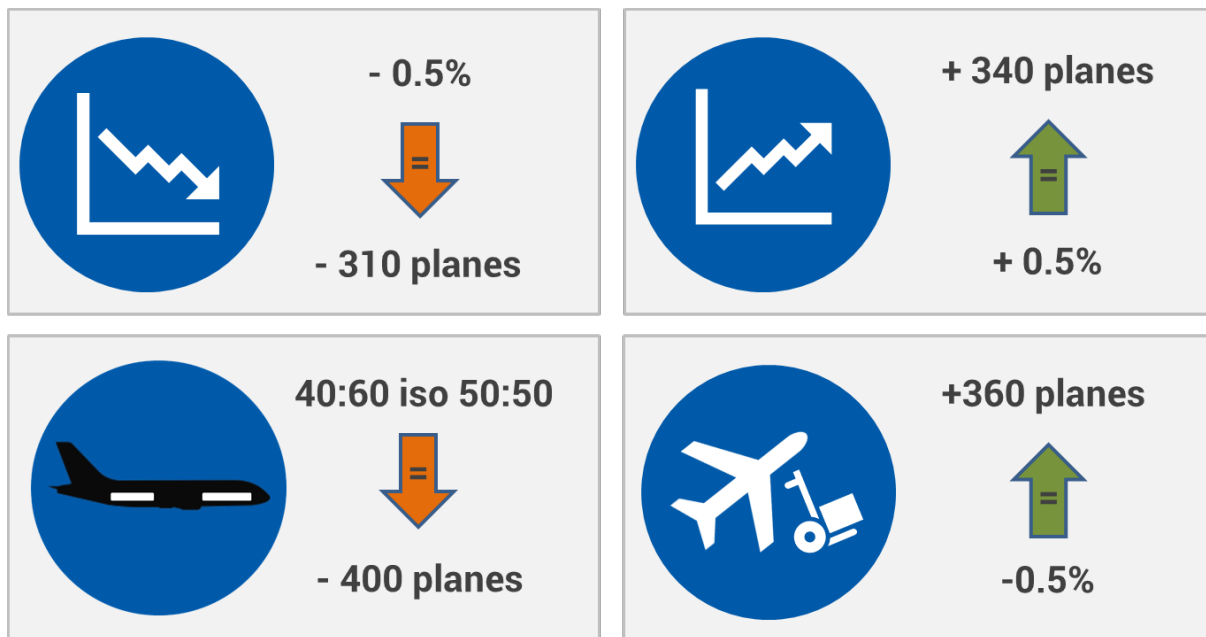 - 0.5%
=
- 310 planes
+ 340 planes
=
+ 0.5%
40:60 iso 50:50
=
- 400 planes
+360 planes
=
-0.5%